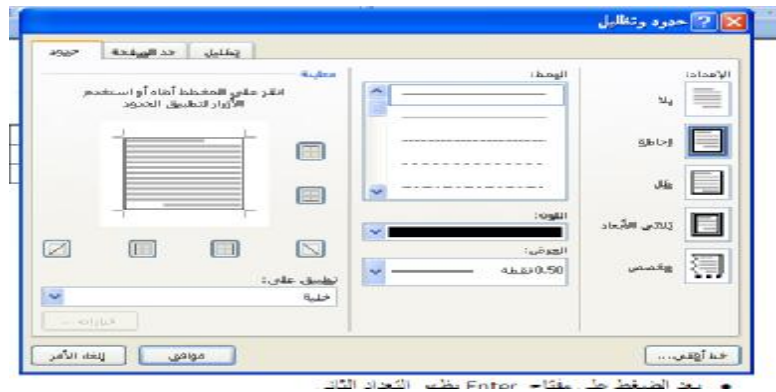 حدود وتظليل
حدود
حد الصفحة
تظليل
الإعداد:
بلا
إحاطة
ظل
ثلاثي الأبعاد
مخصص
النمط:
اللون:
العرض:
0.50 نقطة
معاينة
انقر على المخطط أدناه أو استخدم
الأزرار لتطبيق الحدود
تطبيق على:
خلية
خيارات...
خط أفقي...
موافق
إلغاء الأمر
• بعد الضغط على مفتاح Enter يظهر التعداد الثاني